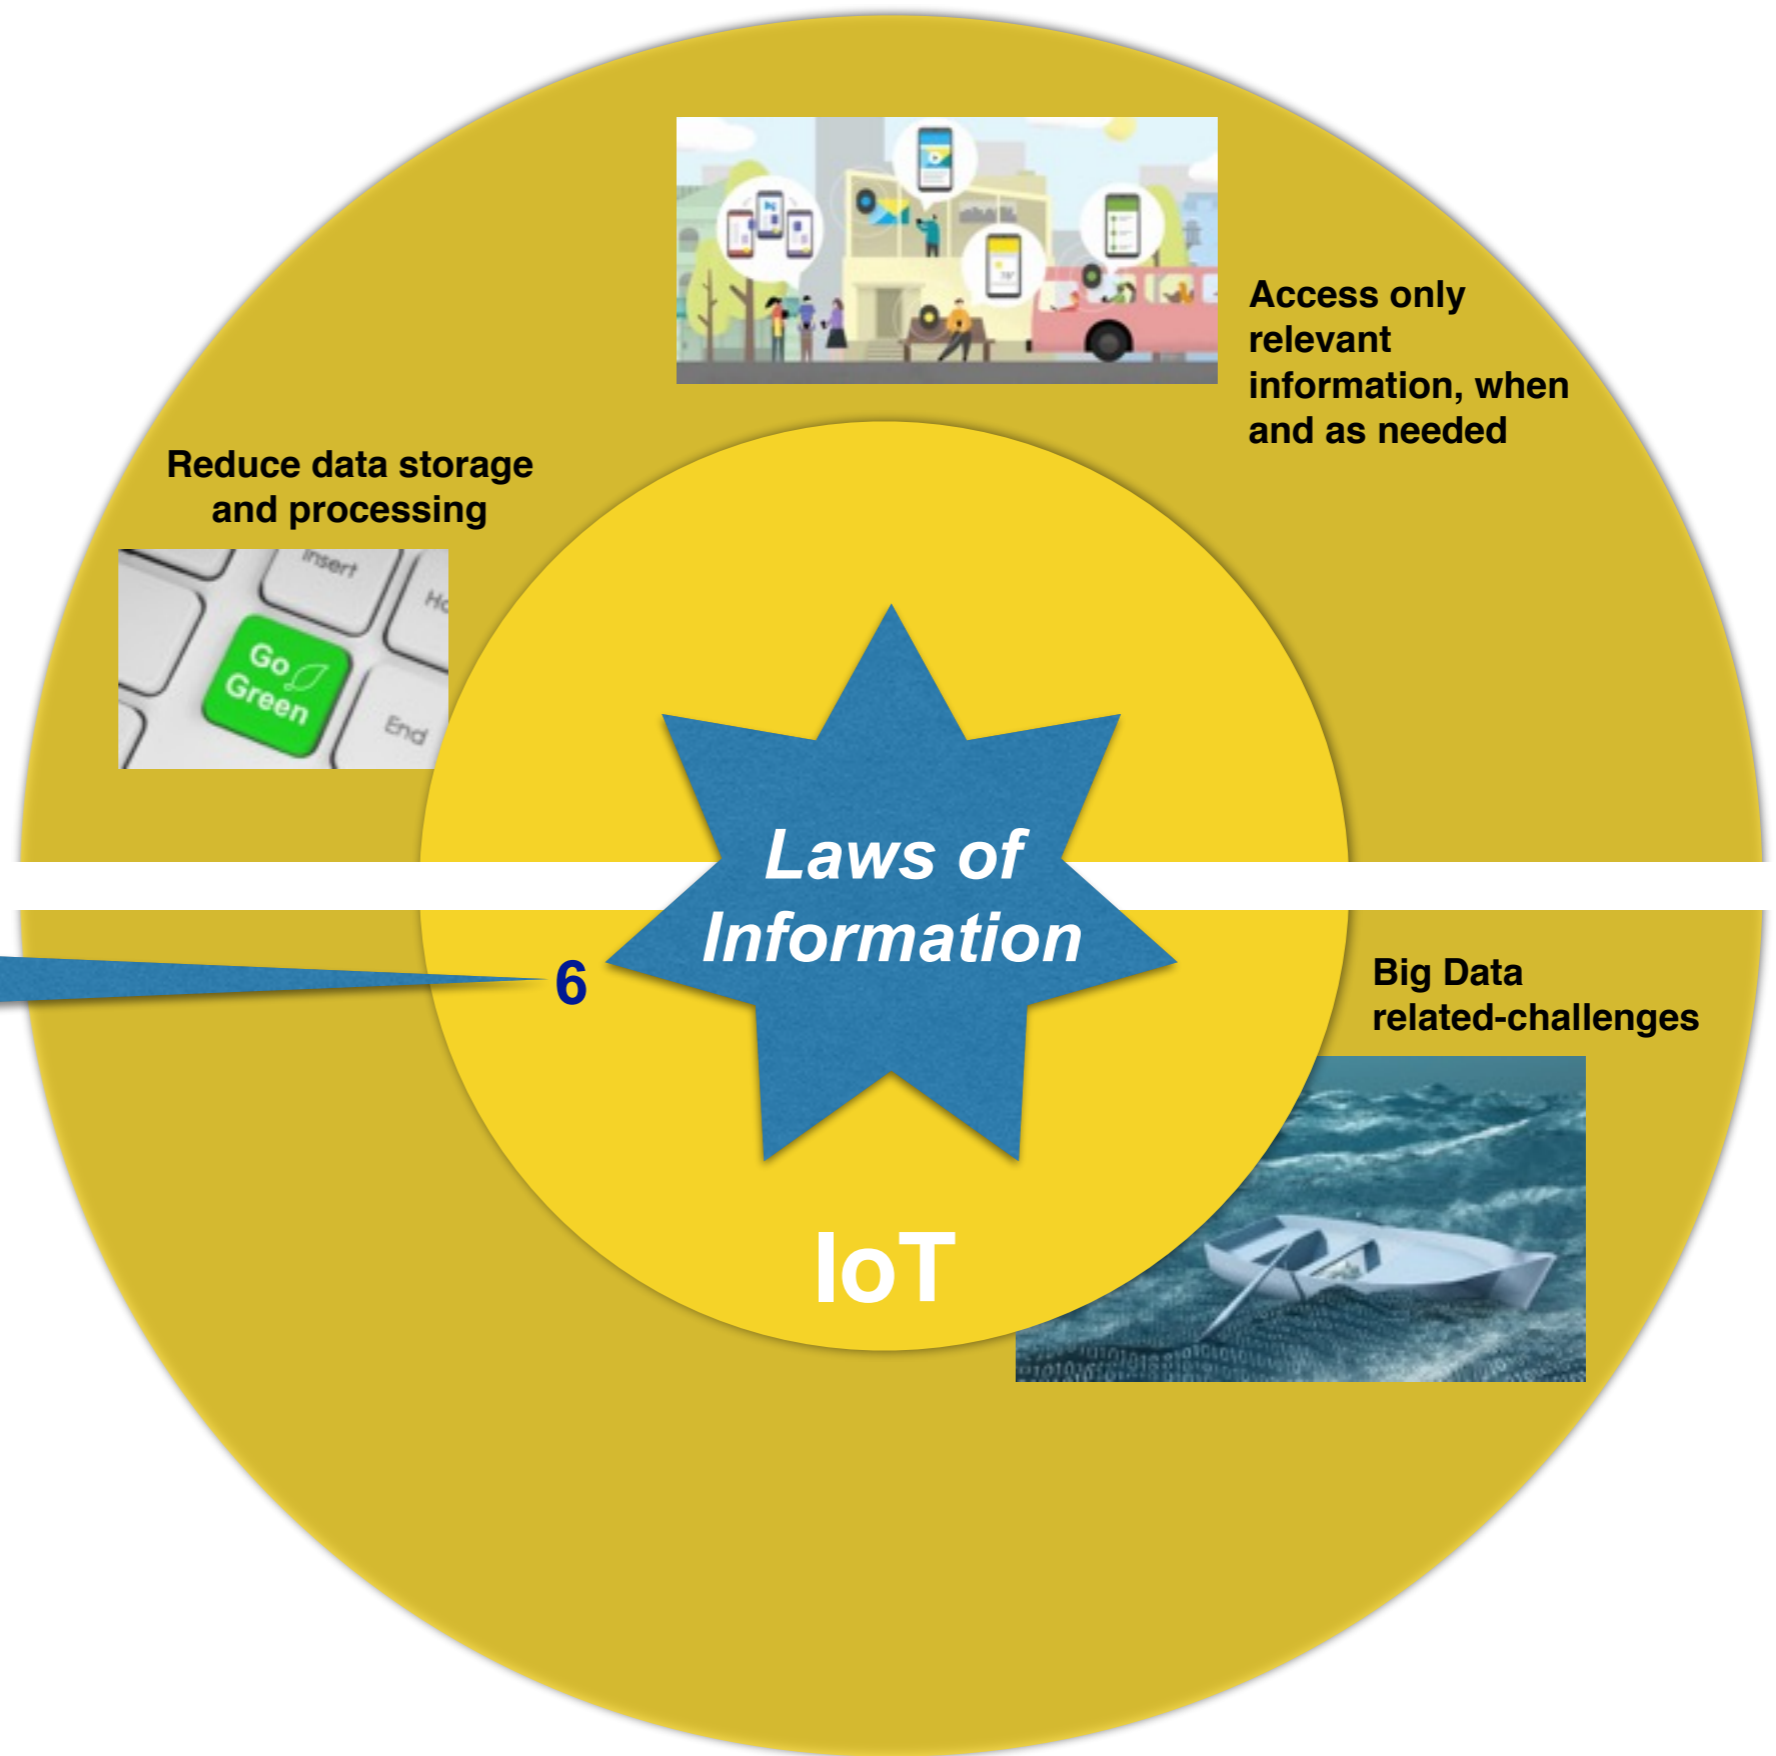 Access only
relevant
information, when
and as needed
Reduce data storage
and processing
Insert
Go
Green
End
Laws of
Information
6
Big Data
related-challenges
IoT